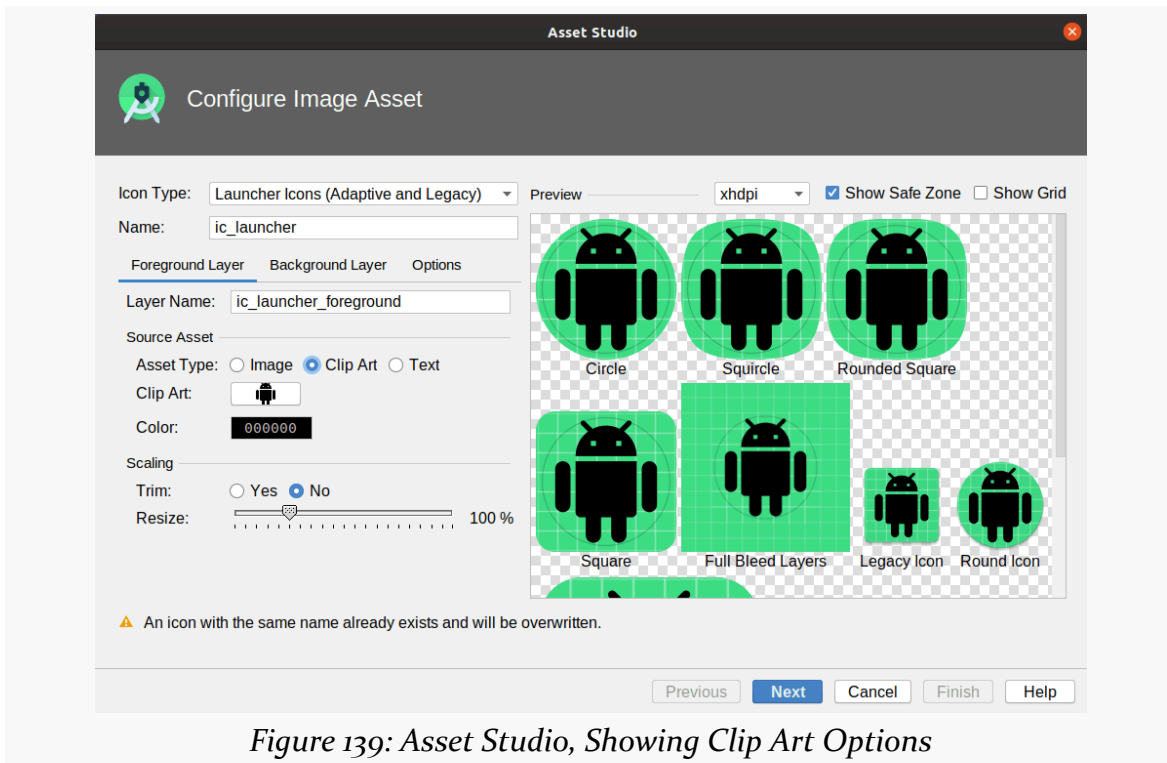 Asset Studio
Configure Image Asset
Icon Type: Launcher Icons (Adaptive and Legacy)
Name: ic_launcher
Foreground Layer Background Layer Options
Layer Name: ic_launcher_foreground
Source Asset
Asset Type: Image Clip Art Text
Clip Art:
Color: 000000
Scaling
Trim: Yes No
Resize: 100 %
Preview xhdpi Show Safe Zone Show Grid
Circle Squircle Rounded Square
Square Full Bleed Layers Legacy Icon Round Icon
An icon with the same name already exists and will be overwritten.
Previous Next Cancel Finish Help
Figure 139: Asset Studio, Showing Clip Art Options